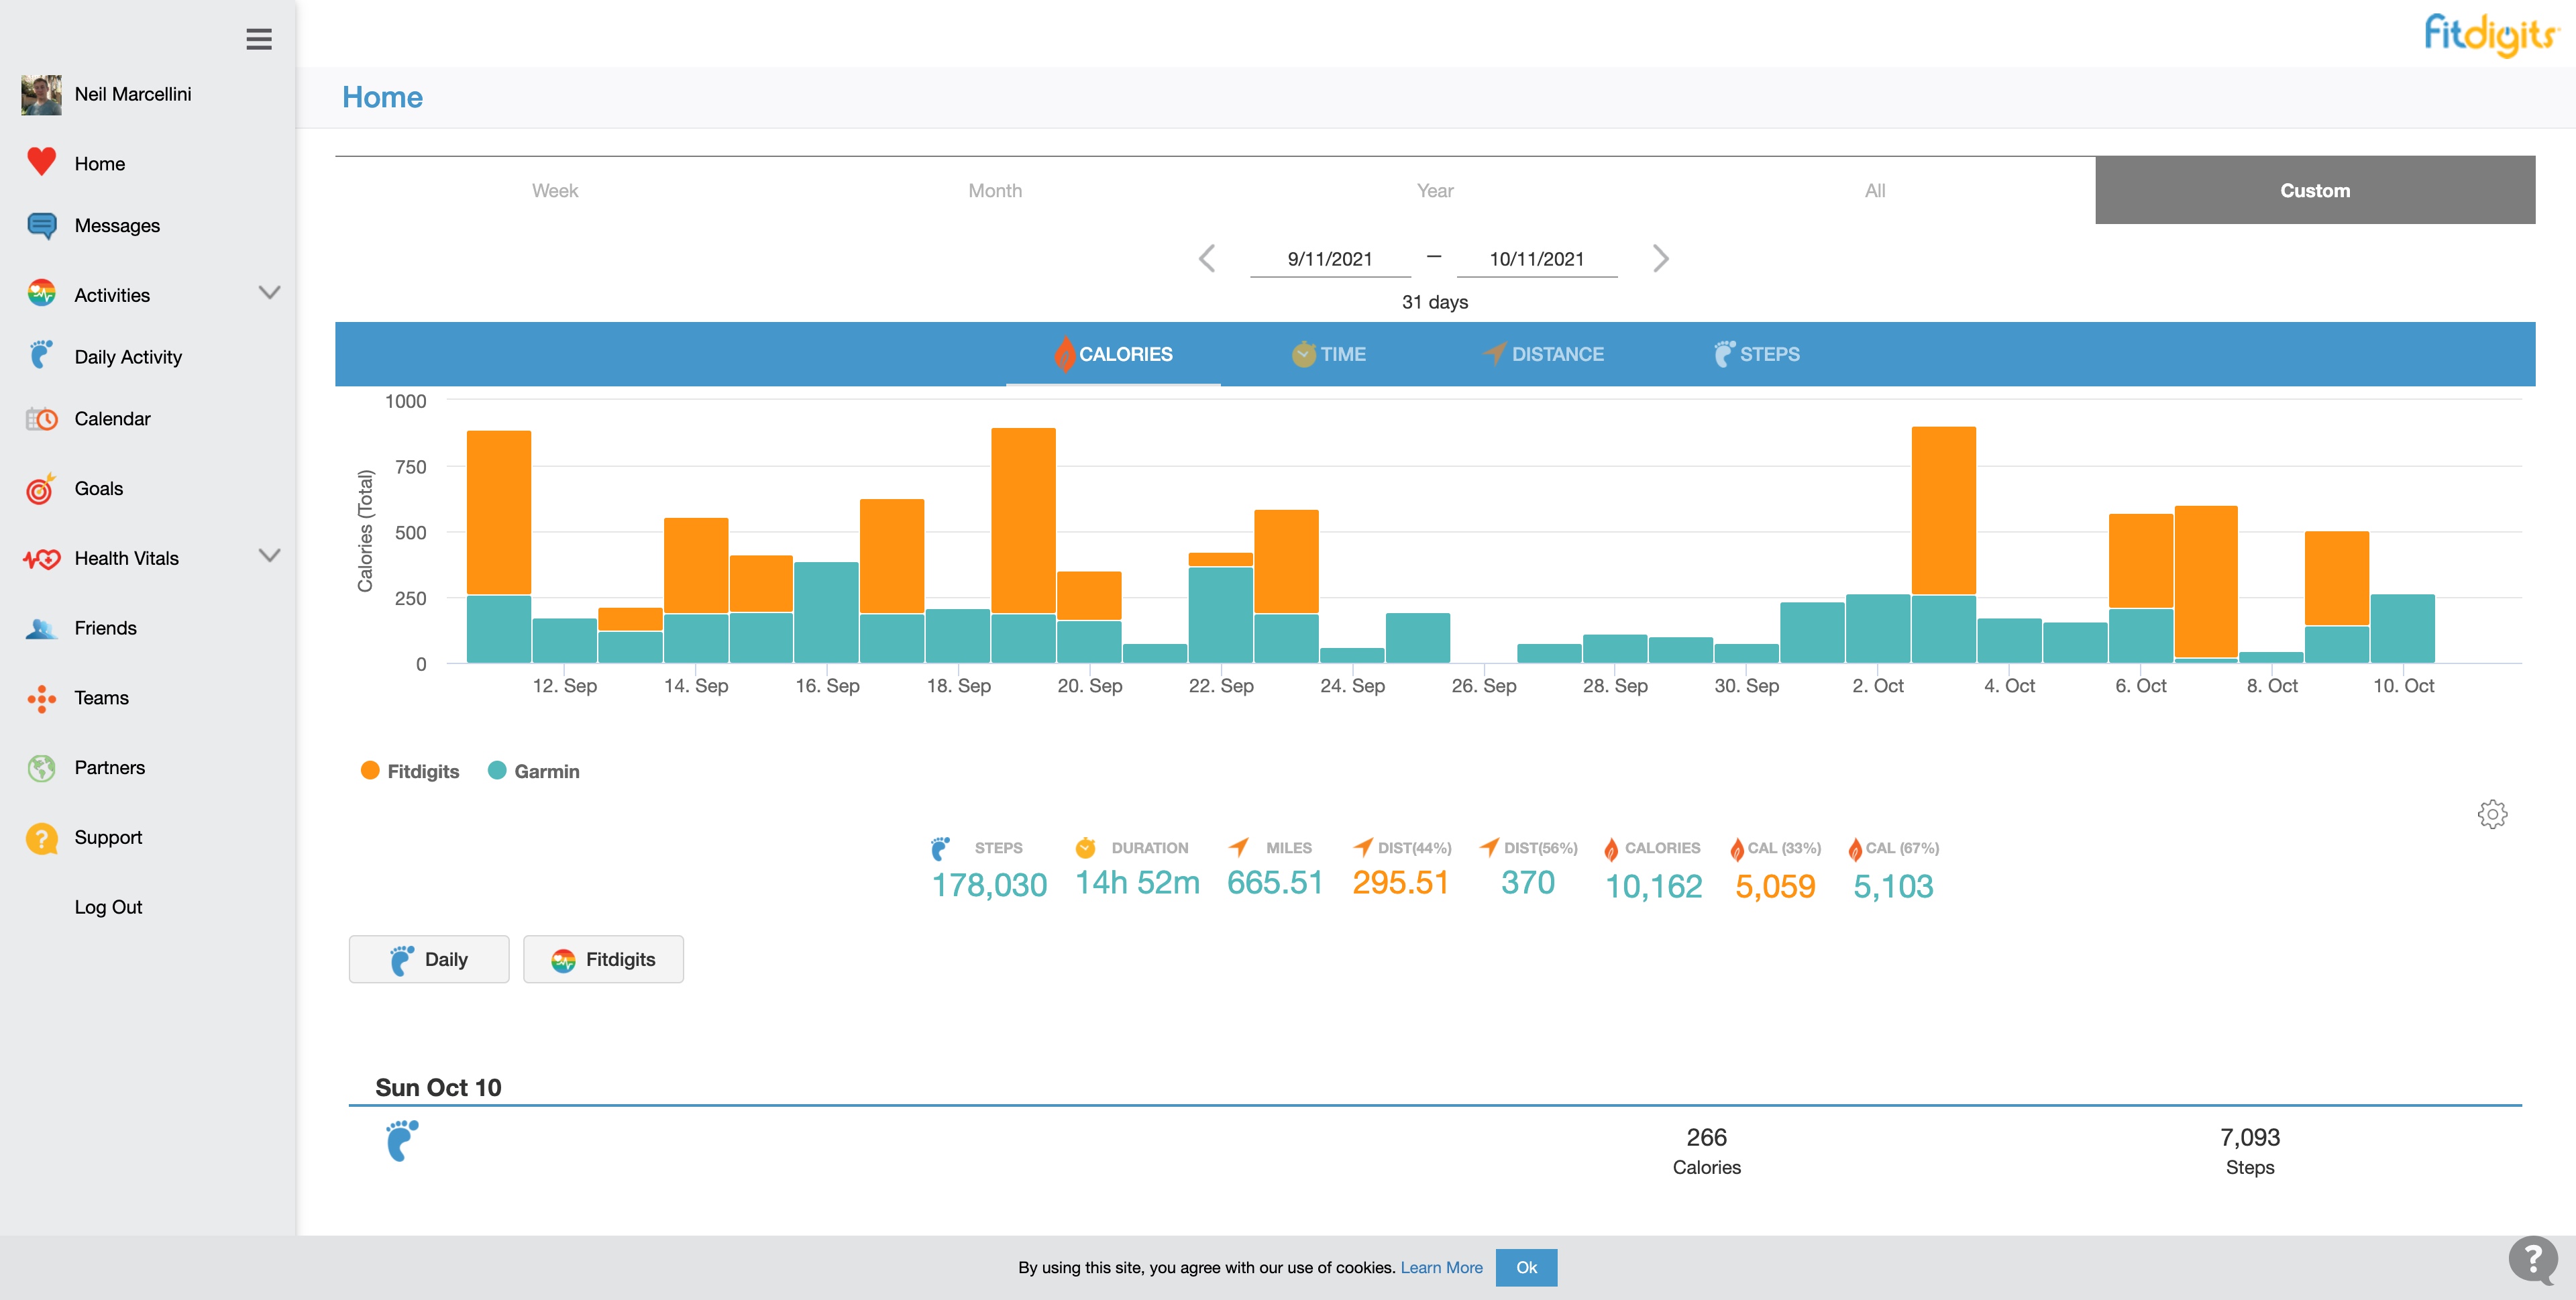 fitdigits
Neil Marcellini
Home
Messages
Activities
Daily Activity
Calendar
Goals
Health Vitals
Friends
Teams
Partners
Support
Log Out
Home
Week Month Year All Custom
9/11/2021 – 10/11/2021
31 days
CALORIES TIME DISTANCE STEPS
Calories (Total)
1000
750
500
250
0
12. Sep 14. Sep 16. Sep 18. Sep 20. Sep 22. Sep 24. Sep 26. Sep 28. Sep 30. Sep 2. Oct 4. Oct 6. Oct 8. Oct 10. Oct
Fitdigits Garmin
STEPS DURATION MILES DIST(44%) DIST(56%) CALORIES CAL (33%) CAL (67%)
178,030 14h 52m 665.51 295.51 370 10,162 5,059 5,103
Daily Fitdigits
Sun Oct 10
266 7,093
Calories Steps
By using this site, you agree with our use of cookies. Learn More Ok
?